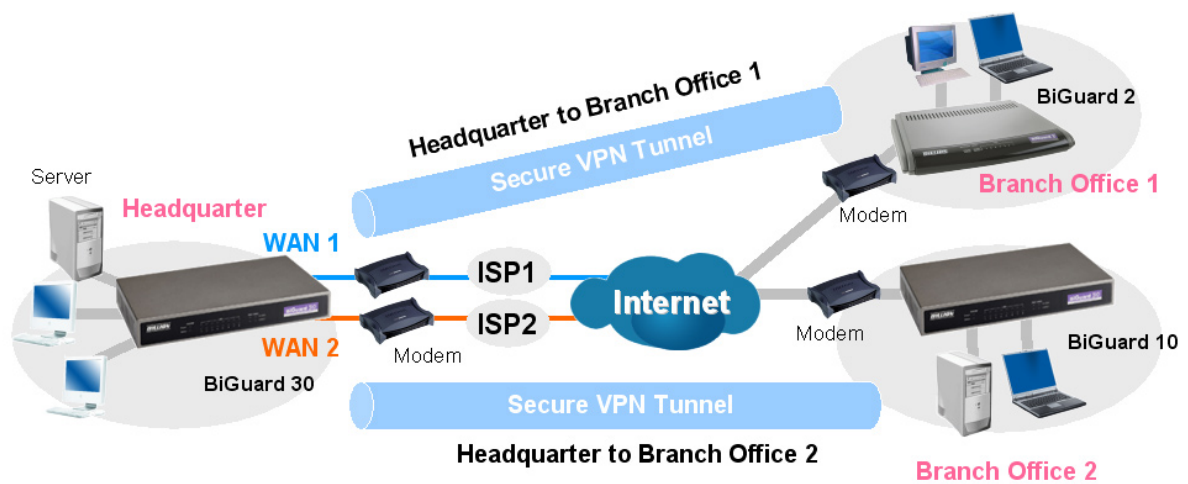 Headquarter to Branch Office 1
Secure VPN Tunnel
BiGuard 2
Branch Office 1
Modem
Server
Headquarter
WAN 1
ISP1
Internet
Modem
WAN 2
ISP2
Modem
BiGuard 30
BiGuard 10
Secure VPN Tunnel
Headquarter to Branch Office 2
Branch Office 2